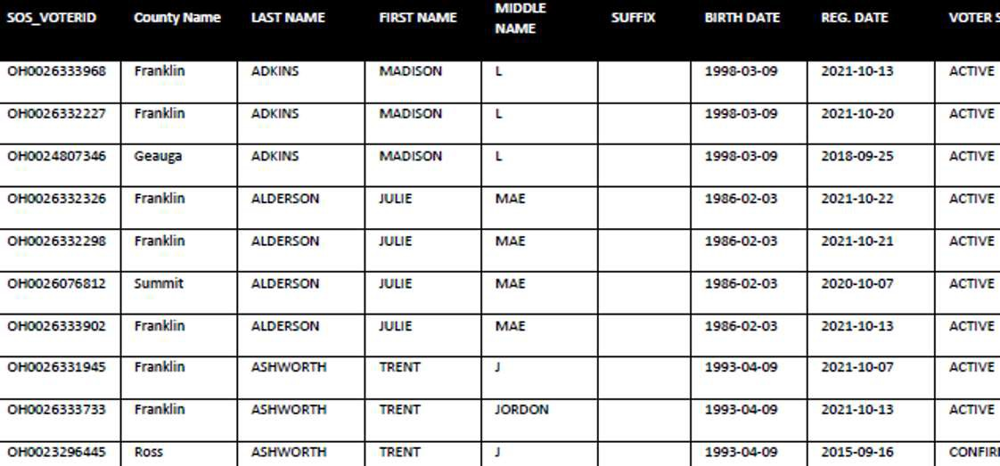 SOS_VOTERID County Name LAST NAME FIRST NAME MIDDLE NAME SUFFIX BIRTH DATE REG. DATE VOTER S
OH0026333968 Franklin ADKINS MADISON L 1998-03-09 2021-10-13 ACTIVE
OH0026332227 Franklin ADKINS MADISON L 1998-03-09 2021-10-20 ACTIVE
OH0024807346 Geauga ADKINS MADISON L 1998-03-09 2018-09-25 ACTIVE
OH0026332326 Franklin ALDERSON JULIE MAE 1986-02-03 2021-10-22 ACTIVE
OH0026332298 Franklin ALDERSON JULIE MAE 1986-02-03 2021-10-21 ACTIVE
OH0026076812 Summit ALDERSON JULIE MAE 1986-02-03 2020-10-07 ACTIVE
OH0026333902 Franklin ALDERSON JULIE MAE 1986-02-03 2021-10-13 ACTIVE
OH0026331945 Franklin ASHWORTH TRENT J 1993-04-09 2021-10-07 ACTIVE
OH0026333733 Franklin ASHWORTH TRENT JORDON 1993-04-09 2021-10-13 ACTIVE
OH0023296445 Ross ASHWORTH TRENT J 1993-04-09 2015-09-16 CONFIR